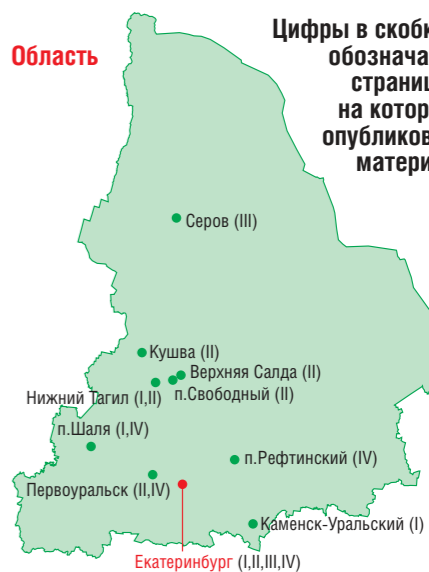 Область
Цифры в скобк
обознача
страниц
на котор
опубликов
матери
Серов (III)
Кушва (II)
Верхняя Салда (II)
п.Свободный (II)
Нижний Тагил (I,II)
п.Шаля (I,IV)
п.Рефтинский (IV)
Первоуральск (II,IV)
Каменск-Уральский (I)
Екатеринбург (I,II,III,IV)